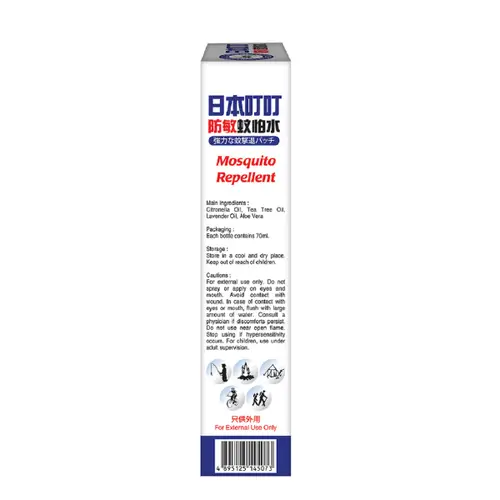 日本叮叮
防敏蚊怕水
強力な蚊撃退パッチ
Mosquito
Repellent
Main Ingredients :
Citronella Oil, Tea Tree Oil,
Lavender Oil, Aloe Vera
Packaging :
Each bottle contains 70ml.
Storage :
Store in a cool and dry place.
Keep out of reach of children.
Cautions :
For external use only. Do not
spray or apply on eyes and
mouth. Avoid contact with
wound. In case of contact with
eyes or mouth, flush with large
amount of water. Consult a
physician if discomforts persist.
Do not use near open flame.
Stop using if hypersensitivity
occurs. For children, use under
adult supervision.
只供外用
For External Use Only
4 895125 145073